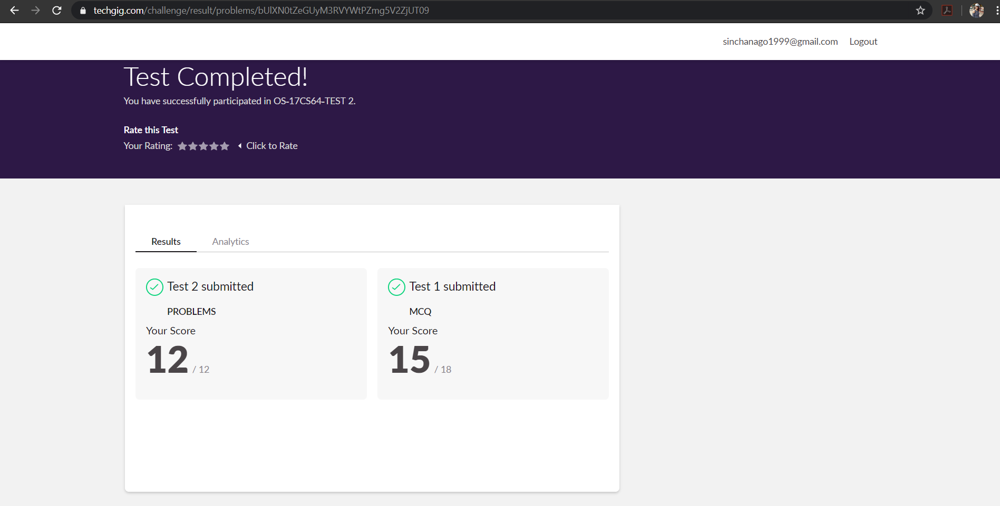 techgig.com/challenge/result/problems/bUlXN0tZeGUyM3RVYWtPZmg5V2ZjUT09
sinchanago1999@gmail.com Logout
Test Completed!
You have successfully participated in OS-17CS64-TEST 2.
Rate this Test
Your Rating: Click to Rate
Results Analytics
Test 2 submitted
PROBLEMS
Your Score
12 / 12
Test 1 submitted
MCQ
Your Score
15 / 18